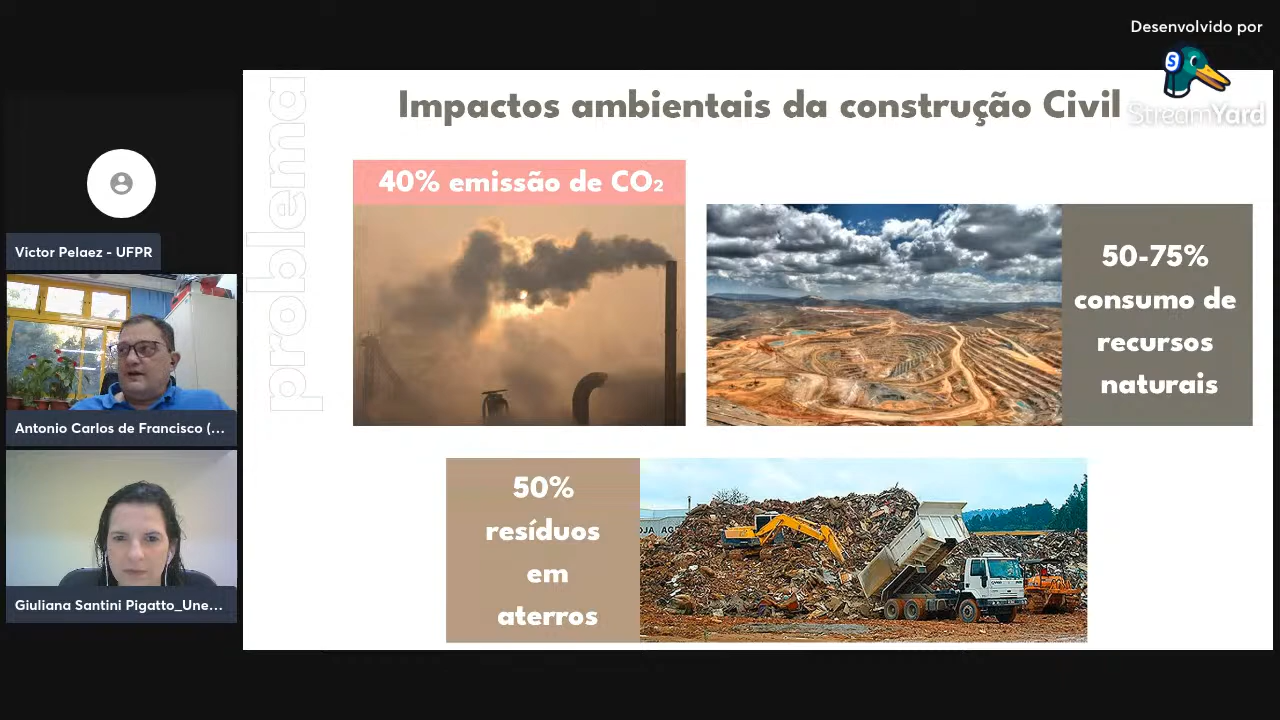 Desenvolvido por
StreamYard
problema
Impactos ambientais da construção Civil
40% emissão de CO₂
50-75%
consumo de
recursos
naturais
50%
resíduos
em
aterros
Victor Pelaez - UFPR
Antonio Carlos de Francisco (...
Giuliana Santini Pigatto_Une...